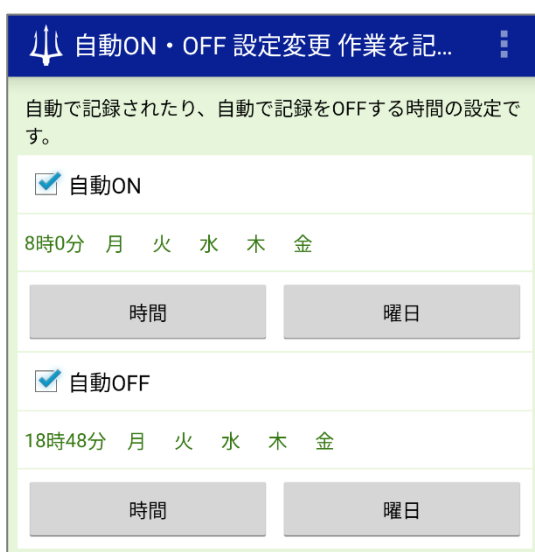 自動ON・OFF 設定変更 作業を記...
自動で記録されたり、自動で記録をOFFする時間の設定で
す。
自動ON
8時0分 月 火 水 木 金
時間 曜日
自動OFF
18時48分 月 火 水 木 金
時間 曜日